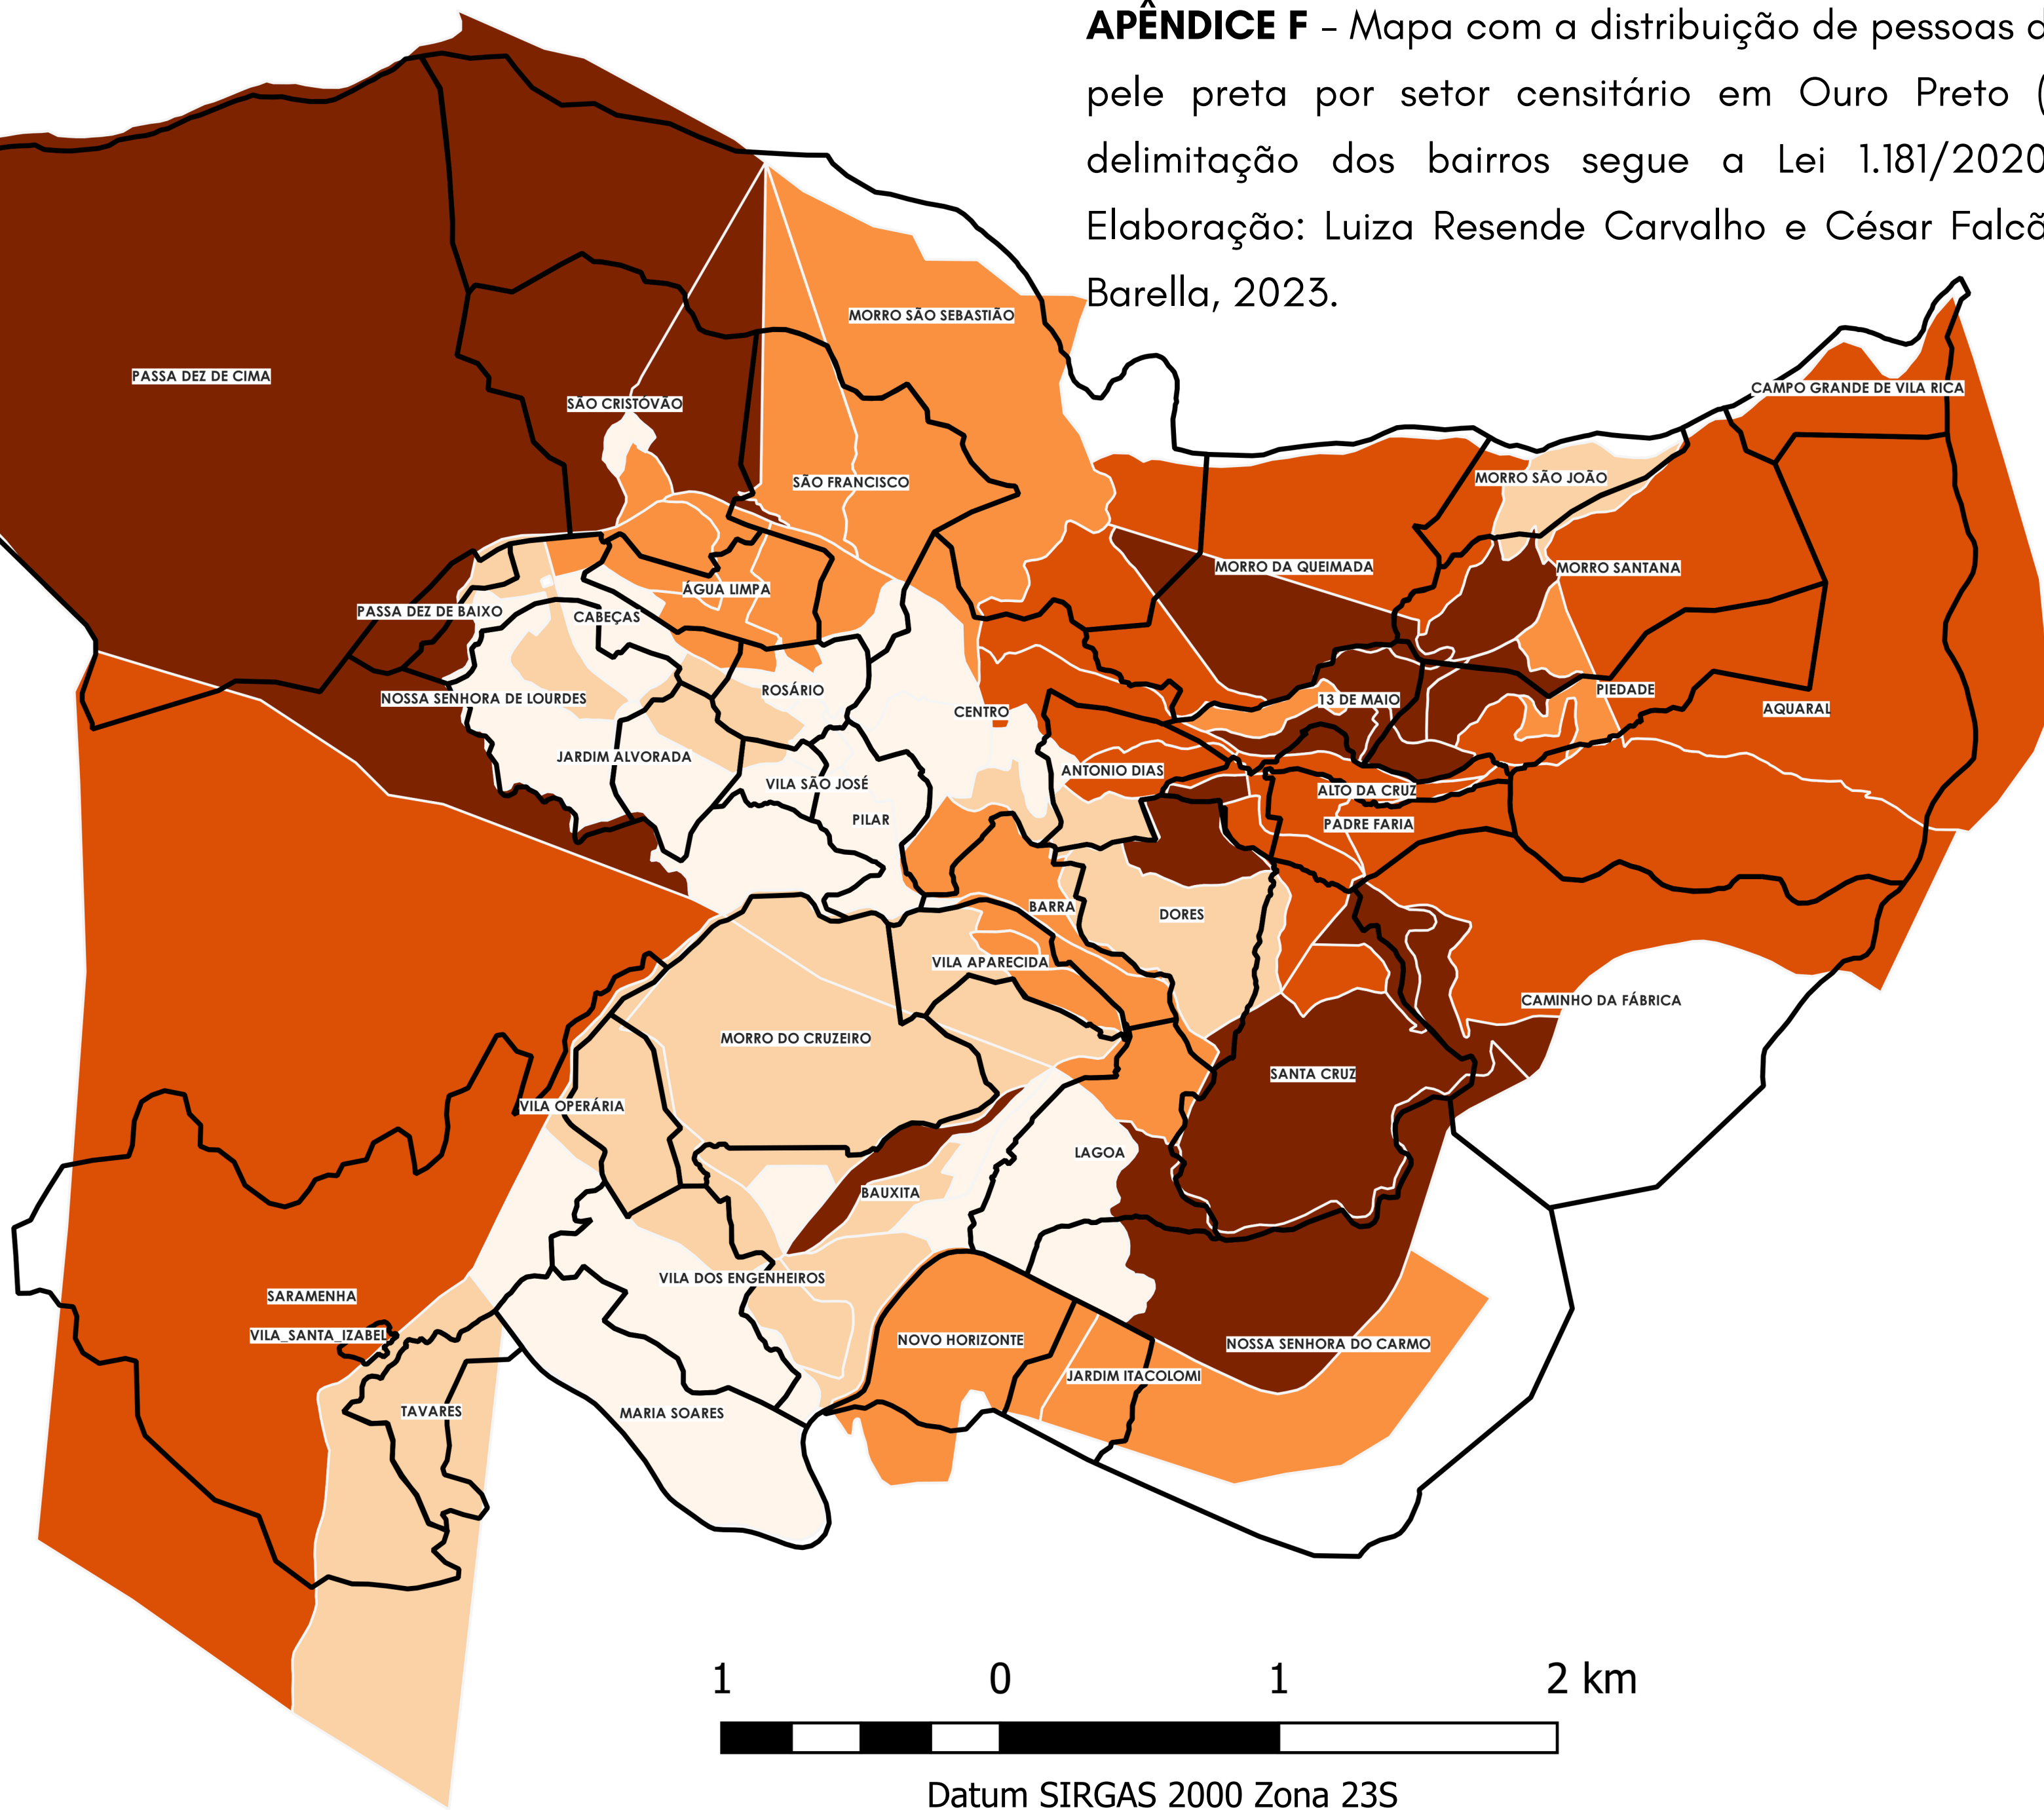 APÊNDICE F - Mapa com a distribuição de pessoas d
pele preta por setor censitário em Ouro Preto (
delimitação dos bairros segue a Lei 1.181/2020
Elaboração: Luiza Resende Carvalho e César Falcã
Barella, 2023.
MORRO SÃO SEBASTIÃO
PASSA DEZ DE CIMA
CAMPO GRANDE DE VILA RICA
SÃO CRISTÓVÃO
MORRO SÃO JOÃO
SÃO FRANCISCO
MORRO DA QUEIMADA
MORRO SANTANA
ÁGUA LIMPA
PASSA DEZ DE BAIXO
CABEÇAS
ROSÁRIO
PIEDADE
NOSSA SENHORA DE LOURDES
13 DE MAIO
AQUARAL
CENTRO
JARDIM ALVORADA
ANTONIO DIAS
VILA SÃO JOSÉ
ALTO DA CRUZ
PILAR
PADRE FARIA
BARRA
DORES
VILA APARECIDA
CAMINHO DA FÁBRICA
MORRO DO CRUZEIRO
SANTA CRUZ
VILA OPERÁRIA
LAGOA
BAUXITA
VILA DOS ENGENHEIROS
SARAMENHA
VILA_SANTA_IZABEL
NOVO HORIZONTE
NOSSA SENHORA DO CARMO
JARDIM ITACOLOMI
TAVARES
MARIA SOARES
1 0 1 2 km
Datum SIRGAS 2000 Zona 23S